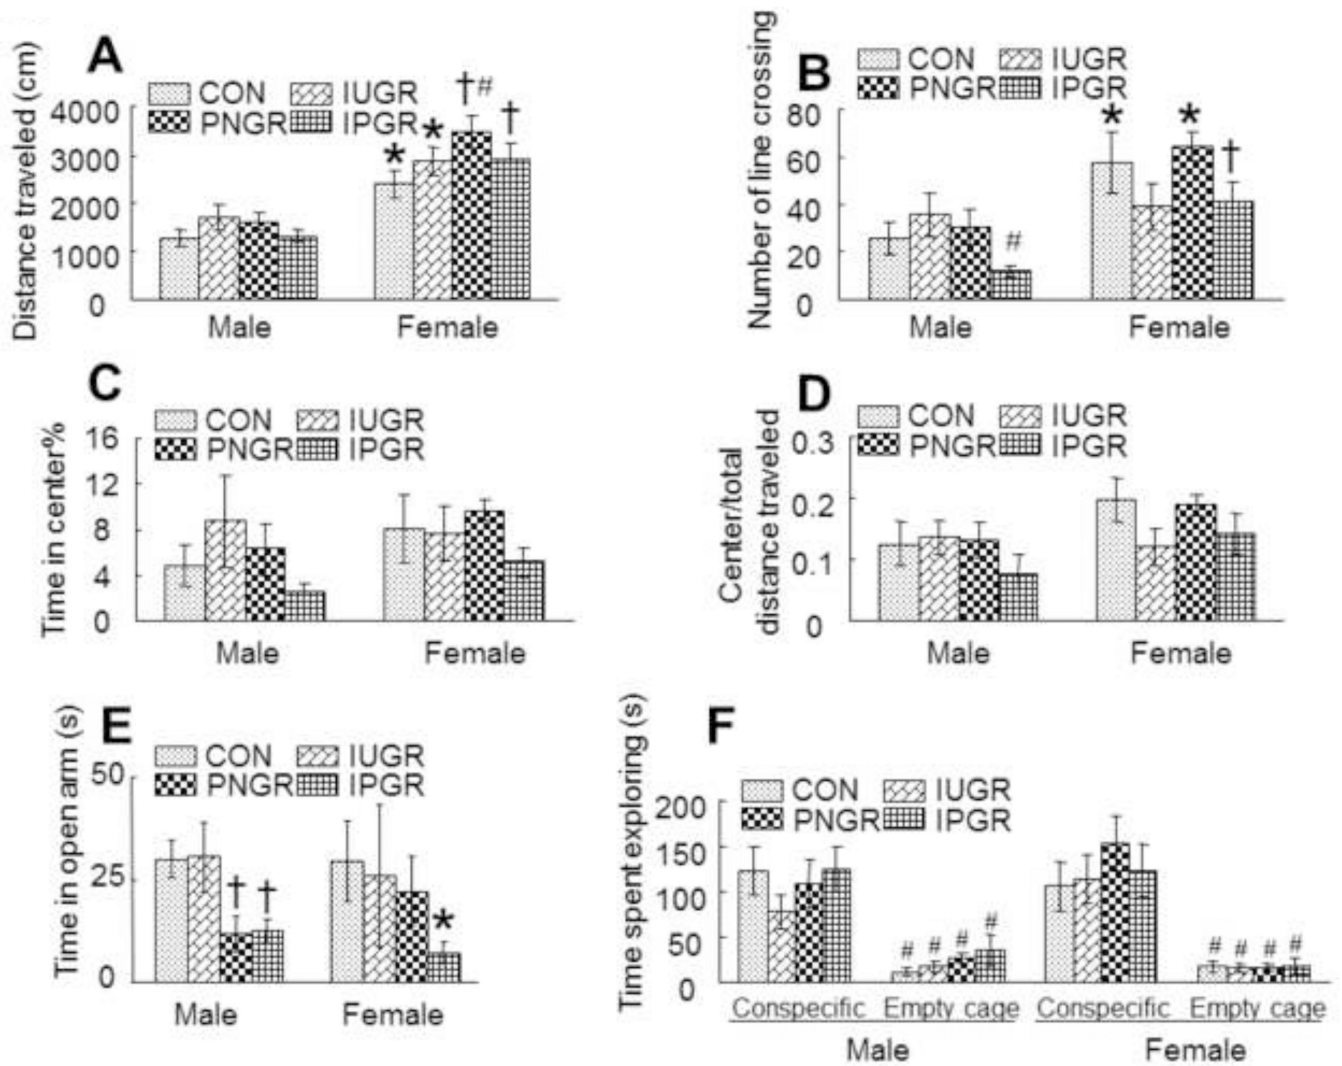 A
Distance traveled (cm)
CON IUGR
PNGR IPGR
4000
3000
2000
1000
0
* * †# †
Male Female
B
Number of line crossing
CON IUGR
PNGR IPGR
80
60
40
20
0
# * * †
Male Female
C
Time in center%
CON IUGR
PNGR IPGR
16
12
8
4
0
Male Female
D
Center/total
distance traveled
CON IUGR
PNGR IPGR
0.3
0.2
0.1
0
Male Female
E
Time in open arm (s)
CON IUGR
PNGR IPGR
50
25
0
† † *
Male Female
F
Time spent exploring (s)
CON IUGR
PNGR IPGR
200
150
100
50
0
# # # # # # # #
Conspecific Empty cage Conspecific Empty cage
Male Female